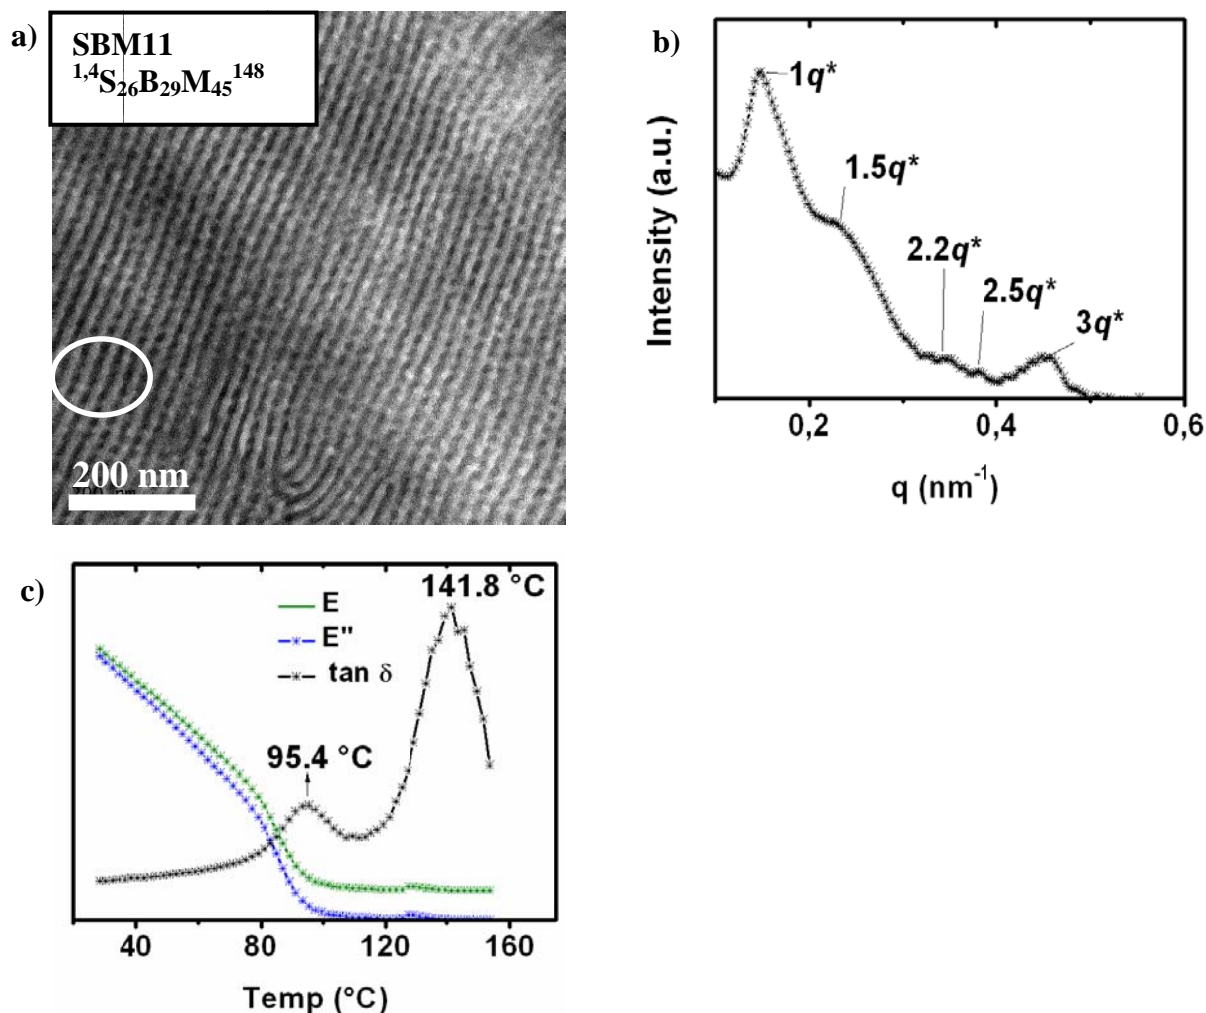 a)
SBM11
1,4S26B29M45148
200 nm
b)
1q*
1.5q*
2.2q*
2.5q*
3q*
Intensity (a.u.)
0,2 0,4 0,6
q (nm-1)
c)
141.8 °C
E
E"
tan δ
95.4 °C
40 80 120 160
Temp (°C)